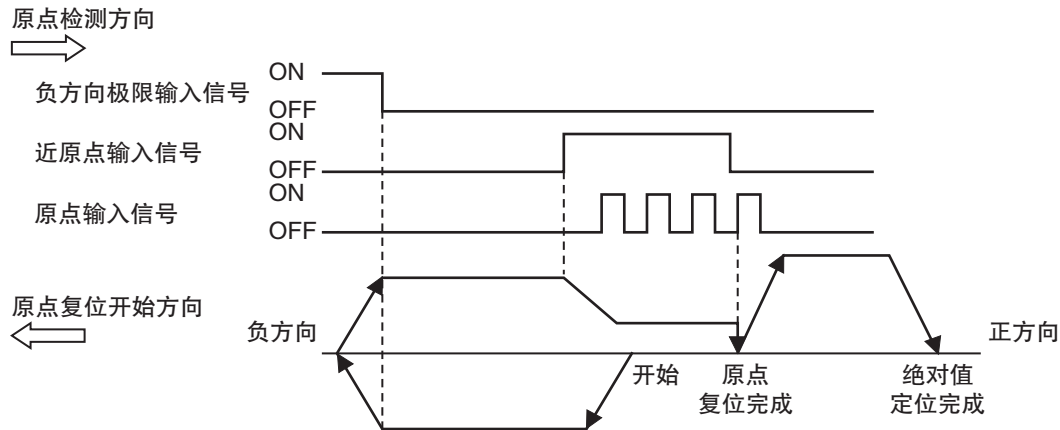 原点检测方向
负方向极限输入信号
ON
OFF
近原点输入信号
ON
OFF
原点输入信号
ON
OFF
原点复位开始方向
负方向
正方向
开始
原点
复位完成
绝对值
定位完成